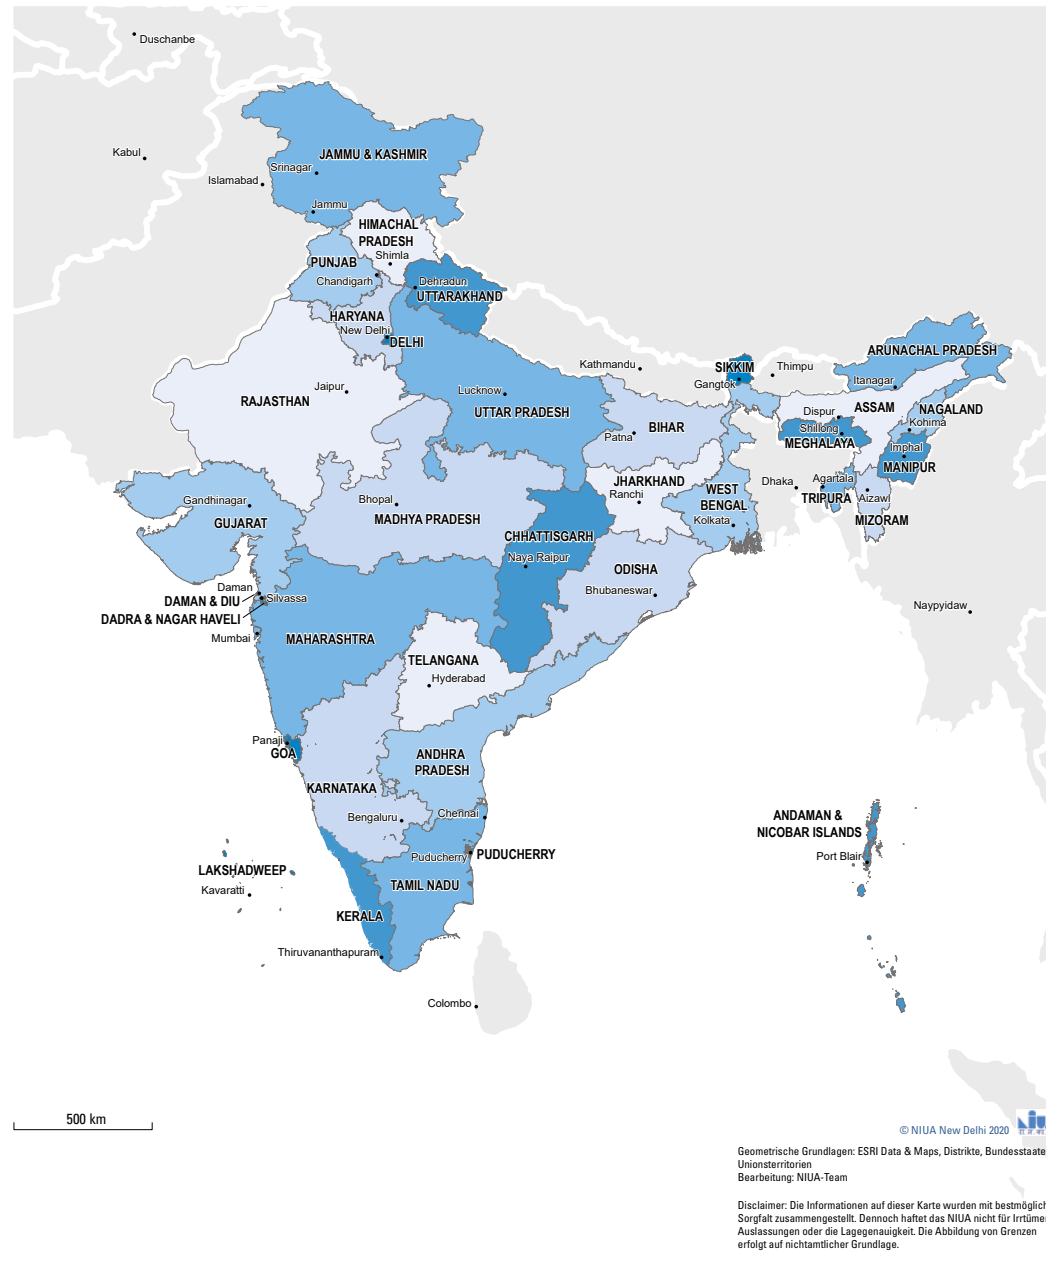 Duschanbe
Kabul
Islamabad
JAMMU & KASHMIR
Srinagar
Jammu
HIMACHAL
PRADESH
Shimla
PUNJAB
Chandigarh
Dehradun
UTTARAKHAND
HARYANA
New Delhi
DELHI
RAJASTHAN
Jaipur
Lucknow
UTTAR PRADESH
Kathmandu
SIKKIM
Gangtok
Thimpu
ARUNACHAL PRADESH
Itanagar
ASSAM
Dispur
NAGALAND
Kohima
Shillong
MEGHALAYA
Imphal
MANIPUR
BIHAR
Patna
JHARKHAND
Ranchi
WEST
BENGAL
Kolkata
Dhaka
Agartala
TRIPURA
Aizawl
MIZORAM
Gandhinagar
GUJARAT
Bhopal
MADHYA PRADESH
CHHATTISGARH
Naya Raipur
ODISHA
Bhubaneswar
Daman
DAMAN & DIU
Silvassa
DADRA & NAGAR HAVELI
Mumbai
MAHARASHTRA
Naypyidaw
TELANGANA
Hyderabad
Panaji
GOA
ANDHRA
PRADESH
KARNATAKA
Bengaluru
Chennai
ANDAMAN &
NICOBAR ISLANDS
Port Blair
Puducherry
PUDUCHERRY
LAKSHADWEEP
Kavaratti
TAMIL NADU
KERALA
Thiruvananthapuram
Colombo
500 km
© NIUA New Delhi 2020
Geometrische Grundlagen: ESRI Data & Maps, Distrikte, Bundesstaate
Unionsterritorien
Bearbeitung: NIUA-Team
Disclaimer: Die Informationen auf dieser Karte wurden mit bestmöglich
Sorgfalt zusammengestellt. Dennoch haftet das NIUA nicht für Irrtüme
Auslassungen oder die Lagegenauigkeit. Die Abbildung von Grenzen
erfolgt auf nichtamtlicher Grundlage.